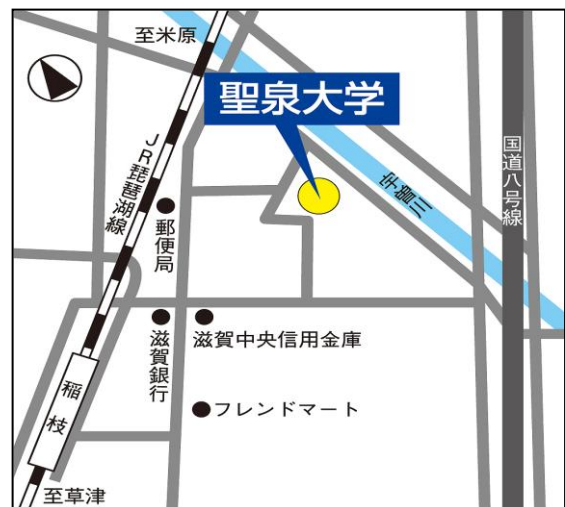 至米原
聖泉大学
JR琵琶湖線
国道八号線
宇曽川
郵便局
滋賀銀行
滋賀中央信用金庫
フレンドマート
稲枝
至草津